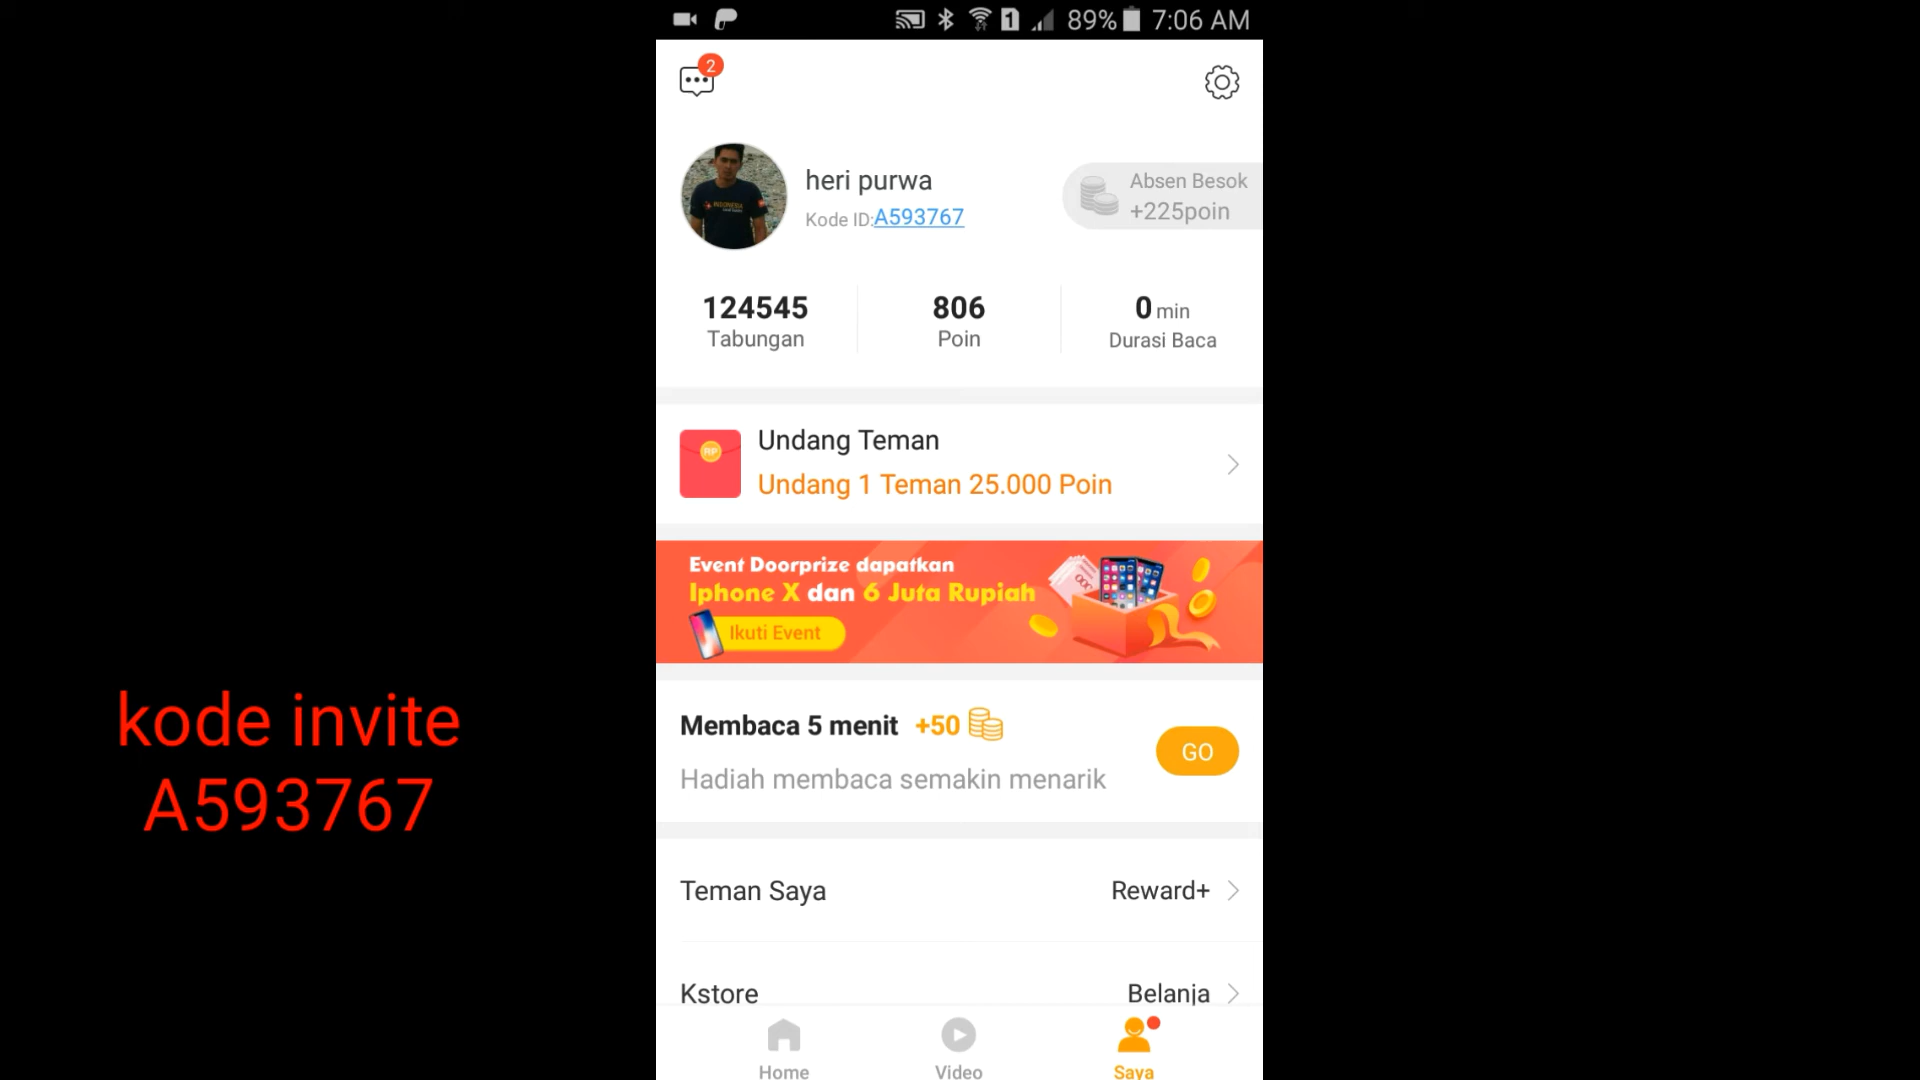 89% 7:06 AM
2
heri purwa
Kode ID:A593767
Absen Besok
+225poin
124545
Tabungan
806
Poin
0 min
Durasi Baca
Undang Teman
Undang 1 Teman 25.000 Poin
RP
Event Doorprize dapatkan
Iphone X dan 6 Juta Rupiah
Ikuti Event
Membaca 5 menit +50
Hadiah membaca semakin menarik
GO
kode invite
A593767
Teman Saya
Reward+
Kstore
Belanja
Home
Video
Saya